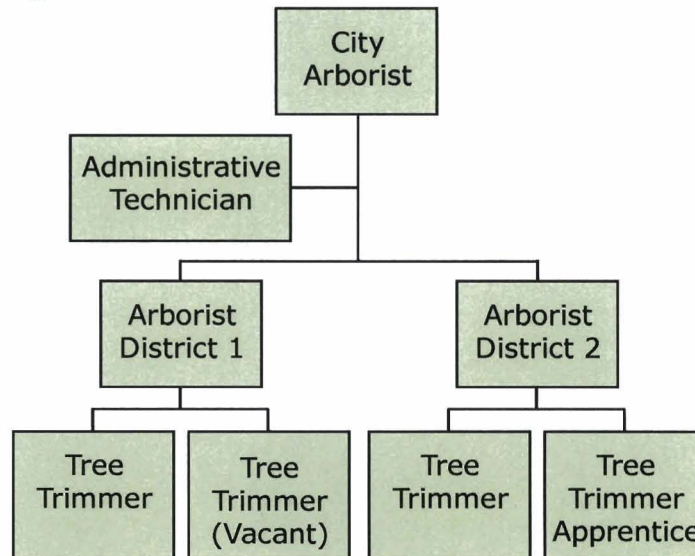 City
Arborist
Administrative
Technician
Arborist
District 1
Arborist
District 2
Tree
Trimmer
Tree
Trimmer
(Vacant)
Tree
Trimmer
Tree
Trimmer
Apprentice